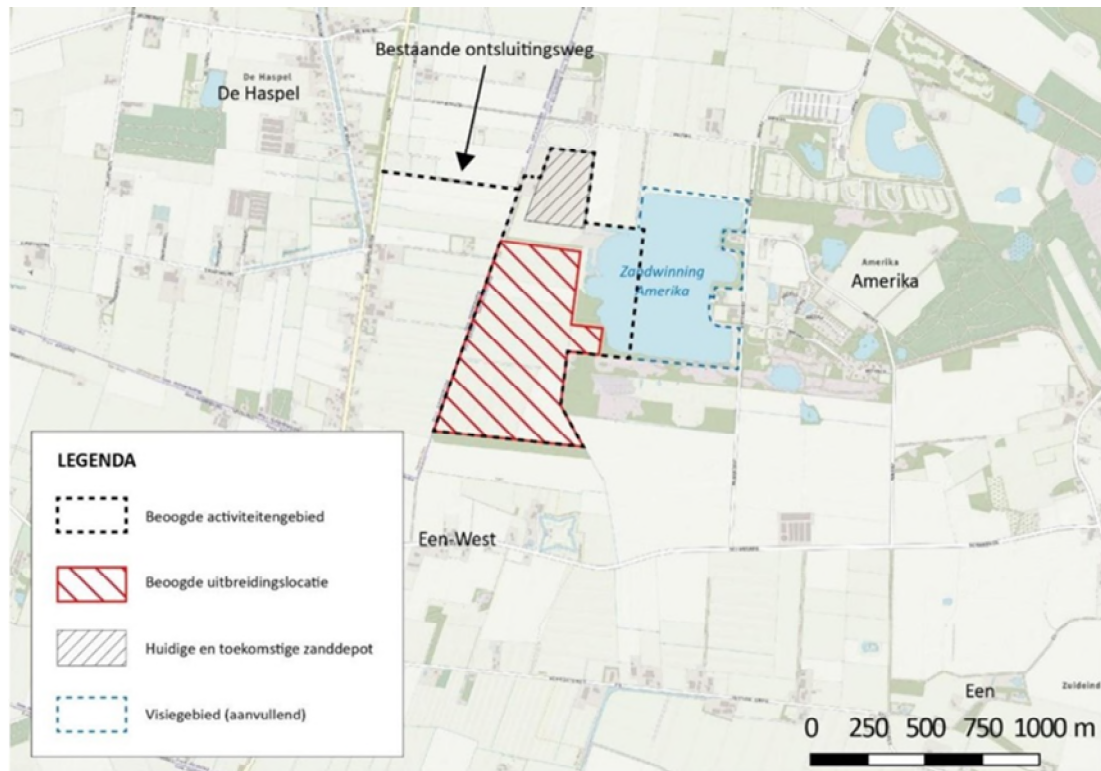 Bestaande ontsluitingsweg
De Haspel
De Haspel
Zandwinning
Amerika
Amerika
Amerika
LEGENDA
Beoogde activiteitengebied
Beoogde uitbreidingslocatie
Huidige en toekomstige zanddepot
Visiegebied (aanvullend)
Een-West
Een
Zuideind
0 250 500 750 1000 m